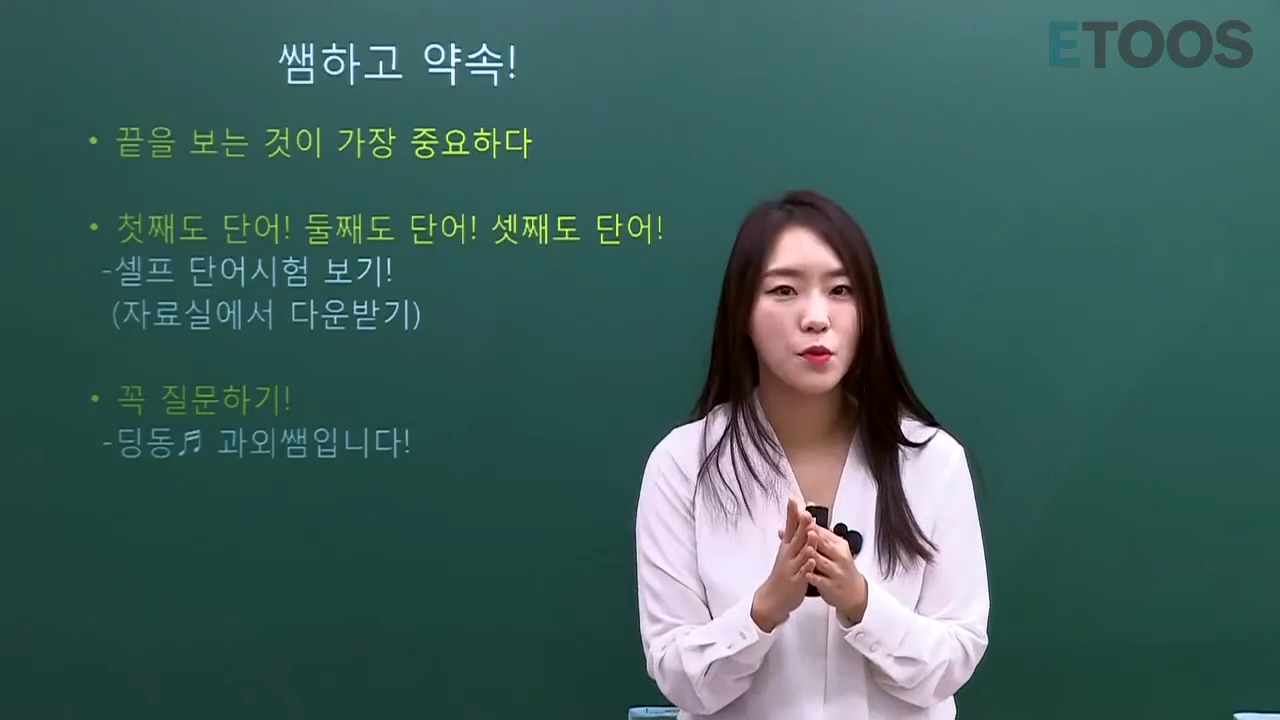 ETOOS
쌤하고 약속!
• 끝을 보는 것이 가장 중요하다
• 첫째도 단어! 둘째도 단어! 셋째도 단어!
-셀프 단어시험 보기!
(자료실에서 다운받기)
• 꼭 질문하기!
-딩동♬ 과외쌤입니다!